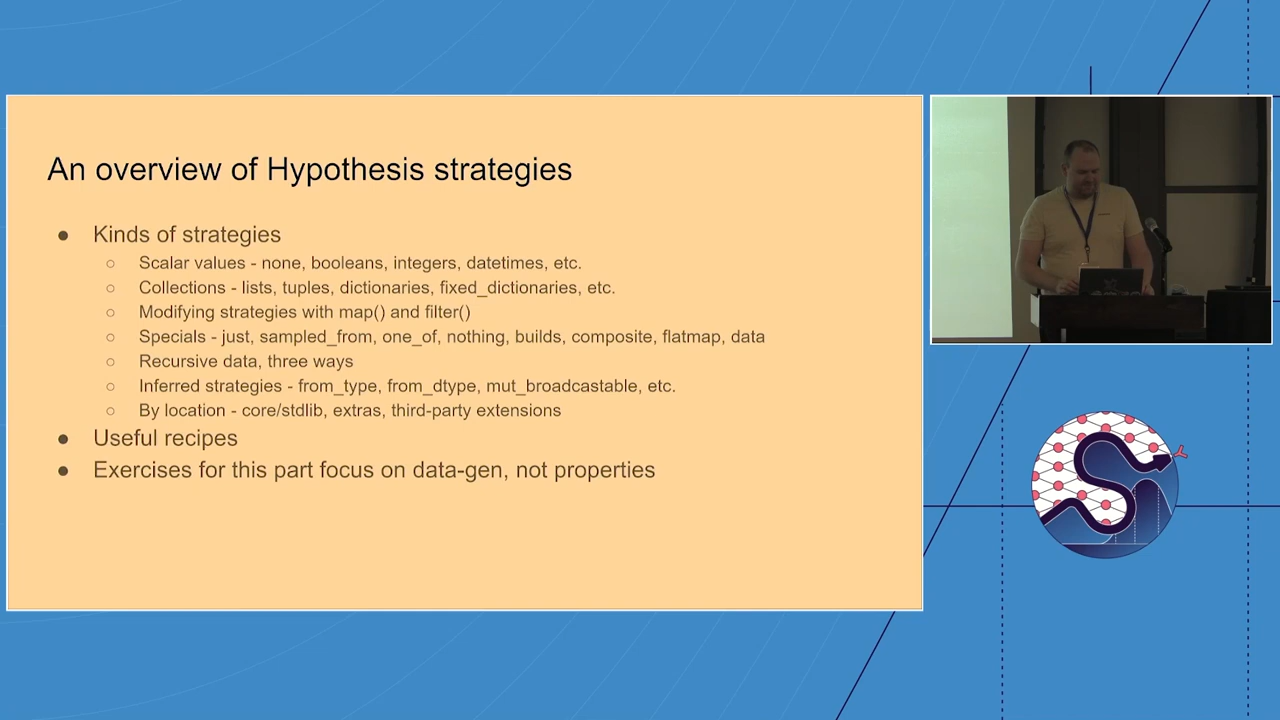 An overview of Hypothesis strategies
● Kinds of strategies
○ Scalar values - none, booleans, integers, datetimes, etc.
○ Collections - lists, tuples, dictionaries, fixed_dictionaries, etc.
○ Modifying strategies with map() and filter()
○ Specials - just, sampled_from, one_of, nothing, builds, composite, flatmap, data
○ Recursive data, three ways
○ Inferred strategies - from_type, from_dtype, mut_broadcastable, etc.
○ By location - core/stdlib, extras, third-party extensions
● Useful recipes
● Exercises for this part focus on data-gen, not properties